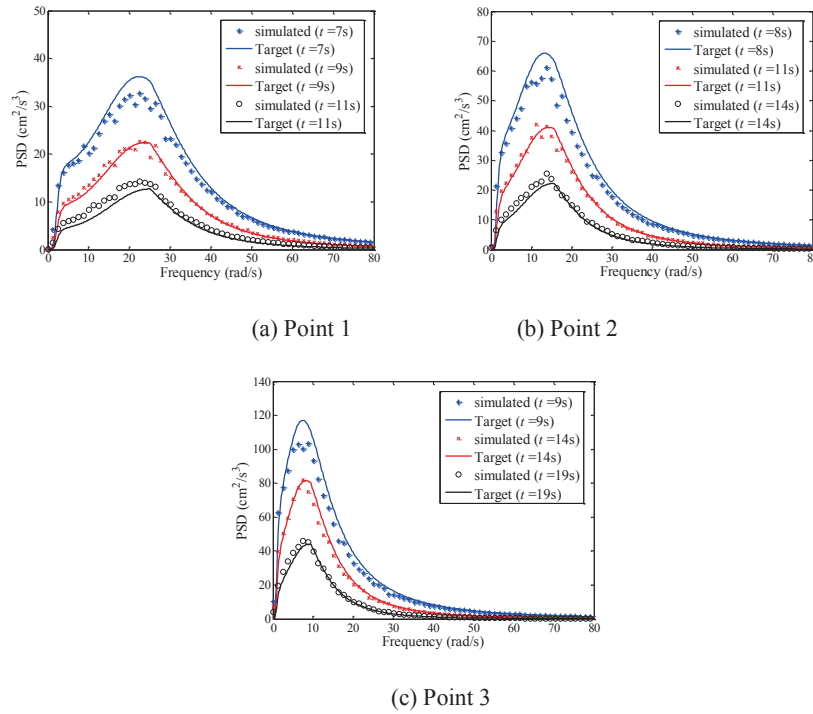 50
40
30
20
10
0
PSD (cm²/s³)
0 10 20 30 40 50 60 70 80
Frequency (rad/s)
simulated (t =7s)
Target (t =7s)
simulated (t =9s)
Target (t =9s)
simulated (t =11s)
Target (t =11s)
(a) Point 1
80
70
60
50
40
30
20
10
0
PSD (cm²/s³)
0 10 20 30 40 50 60 70 80
Frequency (rad/s)
simulated (t =8s)
Target (t =8s)
simulated (t =11s)
Target (t =11s)
simulated (t =14s)
Target (t =14s)
(b) Point 2
140
120
100
80
60
40
20
0
PSD (cm²/s³)
0 10 20 30 40 50 60 70 80
Frequency (rad/s)
simulated (t =9s)
Target (t =9s)
simulated (t =14s)
Target (t =14s)
simulated (t =19s)
Target (t =19s)
(c) Point 3